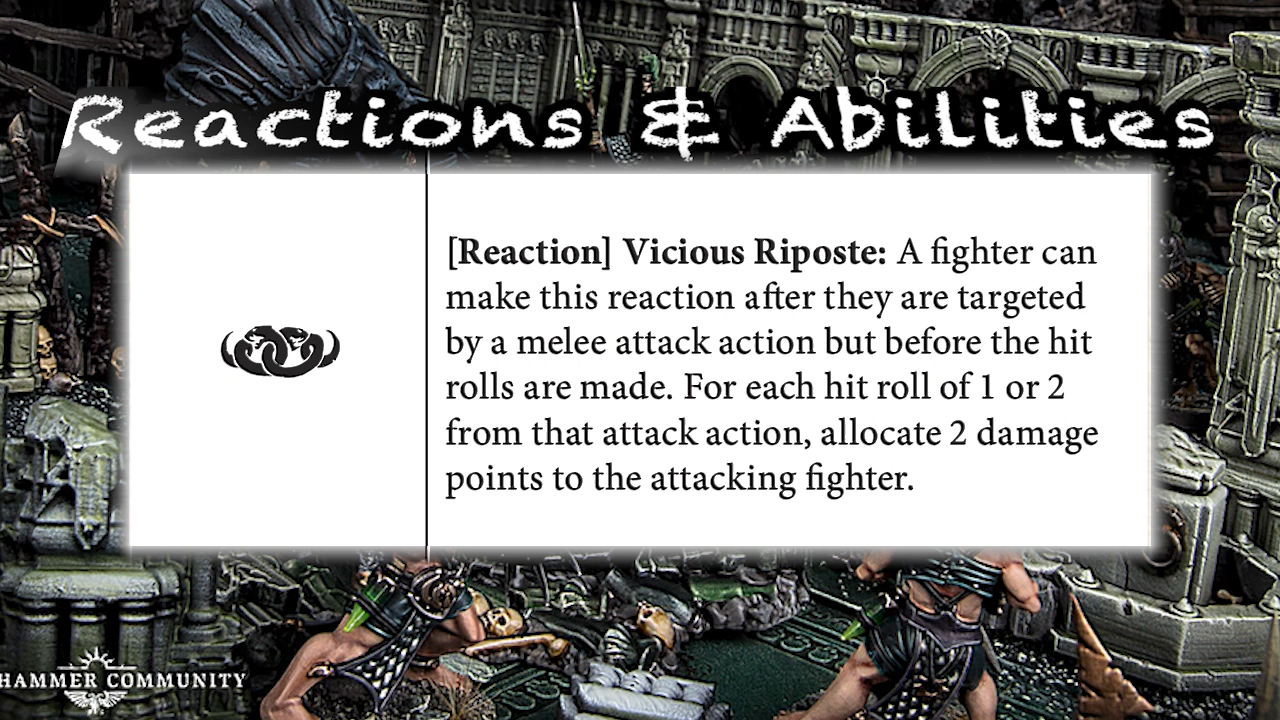 Reactions & Abilities
[Reaction] Vicious Riposte: A fighter can
make this reaction after they are targeted
by a melee attack action but before the hit
rolls are made. For each hit roll of 1 or 2
from that attack action, allocate 2 damage
points to the attacking fighter.
HAMMER COMMUNITY